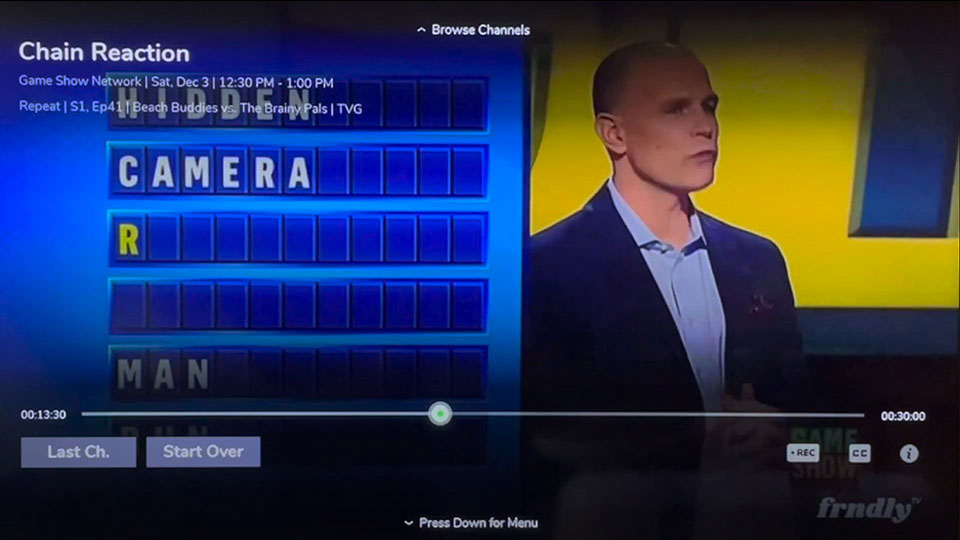 Browse Channels
Chain Reaction
Game Show Network | Sat, Dec 3 | 12:30 PM - 1:00 PM
Repeat | S1, Ep41 | Beach Buddies vs. The Brainy Pals | TVG
HIDDEN
CAMERA
R
MAN
00:13:30
00:30:00
RUN
Last Ch.
Start Over
• REC
CC
i
GAME
SHOW
frndly TV
Press Down for Menu